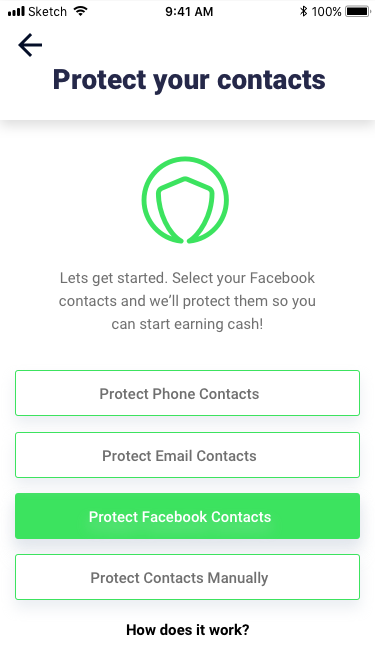 Sketch 9:41 AM 100%
Protect your contacts
Lets get started. Select your Facebook
contacts and we'll protect them so you
can start earning cash!
Protect Phone Contacts
Protect Email Contacts
Protect Facebook Contacts
Protect Contacts Manually
How does it work?